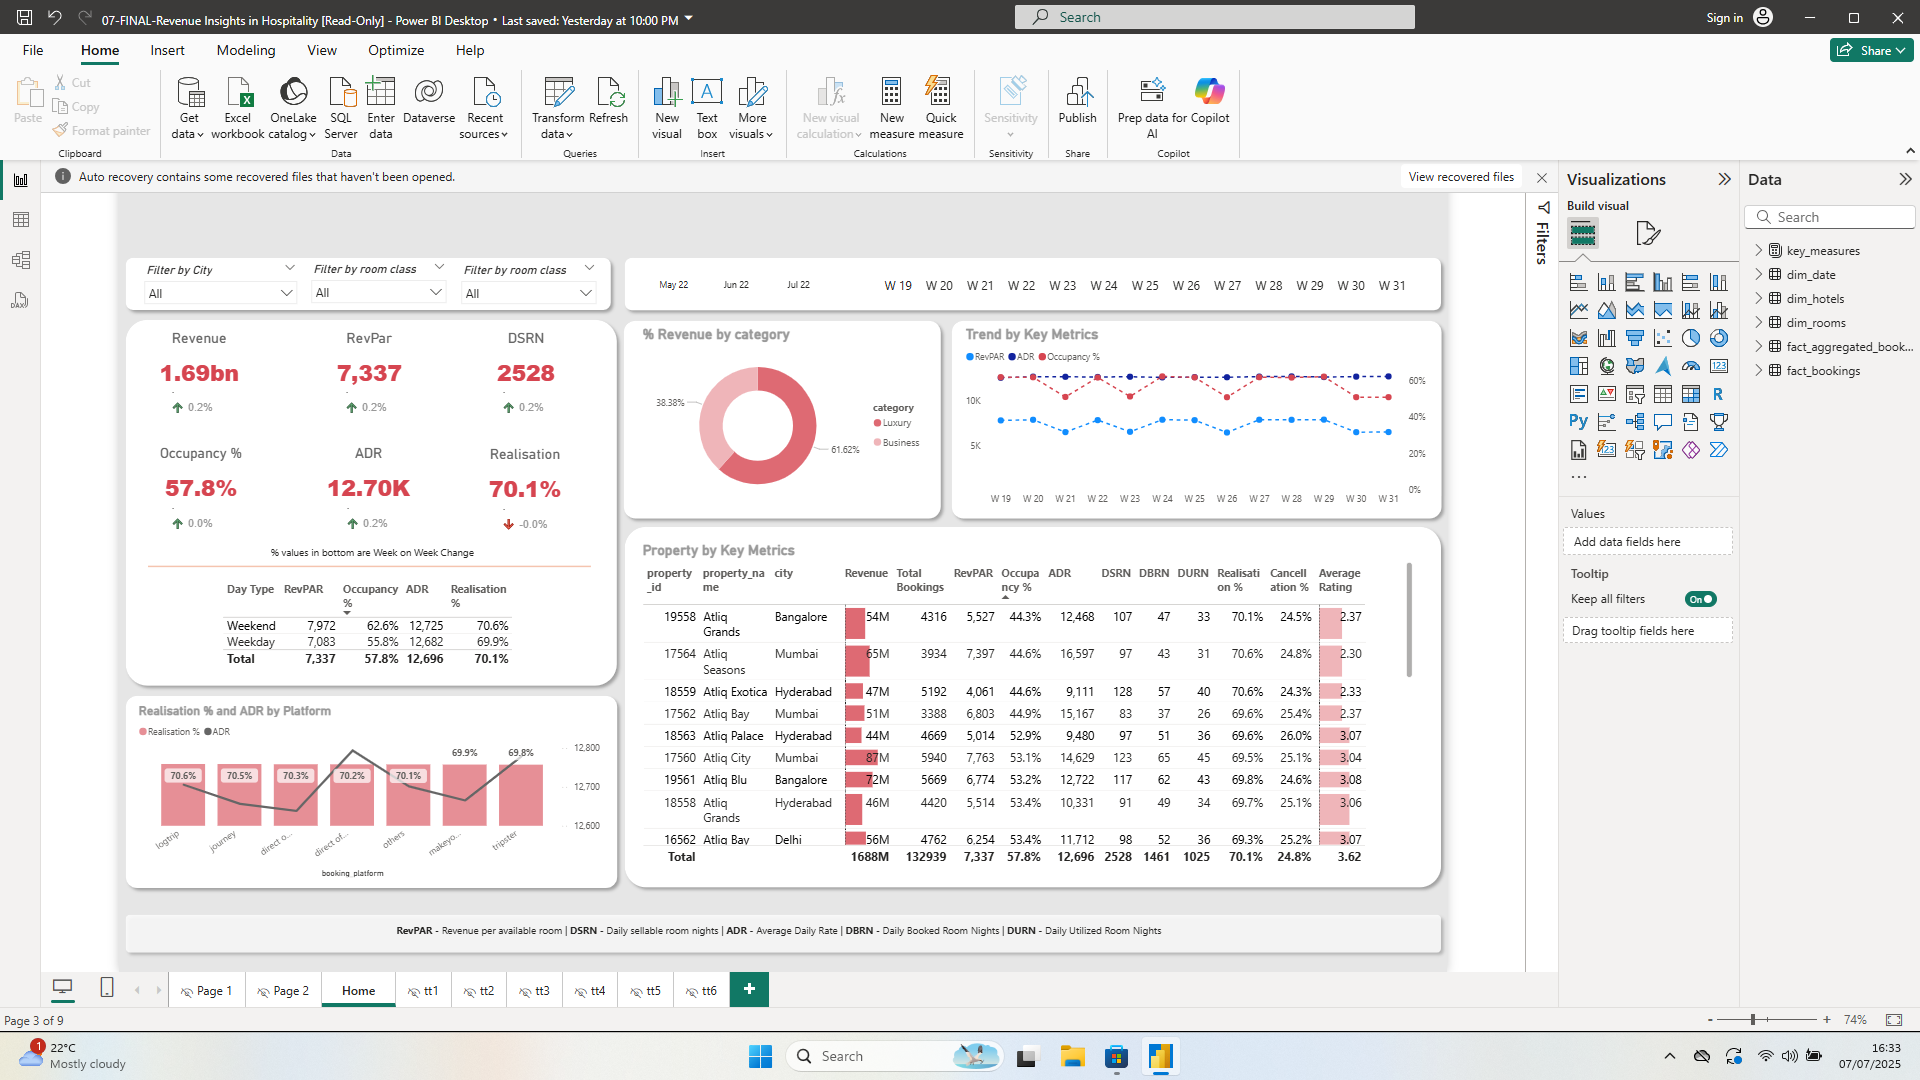 07-FINAL-Revenue Insights in Hospitality [Read-Only] - Power BI Desktop • Last saved: Yesterday at 10:00 PM
Search
Sign in
File Home Insert Modeling View Optimize Help
Share
Paste
Cut
Copy
Format painter
Clipboard
Get data
Excel workbook
OneLake catalog
SQL Server
Enter data
Dataverse
Recent sources
Data
Transform data
Refresh
Queries
New visual
Text box
More visuals
Insert
New visual calculation
New measure
Quick measure
Calculations
Sensitivity
Sensitivity
Publish
Share
Prep data for AI
Copilot
Copilot
Auto recovery contains some recovered files that haven't been opened.
View recovered files
Filter by City
All
Filter by room class
All
Filter by room class
All
May 22 Jun 22 Jul 22
W 19 W 20 W 21 W 22 W 23 W 24 W 25 W 26 W 27 W 28 W 29 W 30 W 31
Revenue RevPar DSRN
1.69bn 7,337 2528
0.2% 0.2% 0.2%
Occupancy % ADR Realisation
57.8% 12.70K 70.1%
0.0% 0.2% -0.0%
% values in bottom are Week on Week Change
Day Type RevPAR Occupancy % ADR Realisation %
Weekend 7,972 62.6% 12,725 70.6%
Weekday 7,083 55.8% 12,682 69.9%
Total 7,337 57.8% 12,696 70.1%
Realisation % and ADR by Platform
Realisation % ADR
70.6% 70.5% 70.3% 70.2% 70.1% 69.9% 69.8%
12,800
12,700
12,600
logtrip journey direct o... direct of... others makeyo... tripster
booking_platform
% Revenue by category
38.38%
61.62%
category
Luxury
Business
Trend by Key Metrics
RevPAR ADR Occupancy %
10K
5K
60%
40%
20%
0%
W 19 W 20 W 21 W 22 W 23 W 24 W 25 W 26 W 27 W 28 W 29 W 30 W 31
Property by Key Metrics
property_id property_name city Revenue Total Bookings RevPAR Occupancy % ADR DSRN DBRN DURN Realisation % Cancellation % Average Rating
19558 Atliq Grands Bangalore 54M 4316 5,527 44.3% 12,468 107 47 33 70.1% 24.5% 2.37
17564 Atliq Seasons Mumbai 65M 3934 7,397 44.6% 16,597 97 43 31 70.6% 24.8% 2.30
18559 Atliq Exotica Hyderabad 47M 5192 4,061 44.6% 9,111 128 57 40 70.6% 24.3% 2.33
17562 Atliq Bay Mumbai 51M 3388 6,803 44.9% 15,167 83 37 26 69.6% 25.4% 2.37
18563 Atliq Palace Hyderabad 44M 4669 5,014 52.9% 9,480 97 51 36 69.6% 26.0% 3.07
17560 Atliq City Mumbai 87M 5940 7,763 53.1% 14,629 123 65 45 69.5% 25.1% 3.04
19561 Atliq Blu Bangalore 72M 5669 6,774 53.2% 12,722 117 62 43 69.8% 24.6% 3.08
18558 Atliq Grands Hyderabad 46M 4420 5,514 53.4% 10,331 91 49 34 69.7% 25.1% 3.06
16562 Atliq Bay Delhi 56M 4762 6,254 53.4% 11,712 98 52 36 69.3% 25.2% 3.07
Total 1688M 132939 7,337 57.8% 12,696 2528 1461 1025 70.1% 24.8% 3.62
RevPAR - Revenue per available room | DSRN - Daily sellable room nights | ADR - Average Daily Rate | DBRN - Daily Booked Room Nights | DURN - Daily Utilized Room Nights
Filters
Visualizations
Build visual
Values
Add data fields here
Tooltip
Keep all filters
On
Drag tooltip fields here
Data
Search
key_measures
dim_date
dim_hotels
dim_rooms
fact_aggregated_book...
fact_bookings
Page 1 Page 2 Home tt1 tt2 tt3 tt4 tt5 tt6 +
Page 3 of 9
- + 74%
1
22°C
Mostly cloudy
Search
16:33
07/07/2025